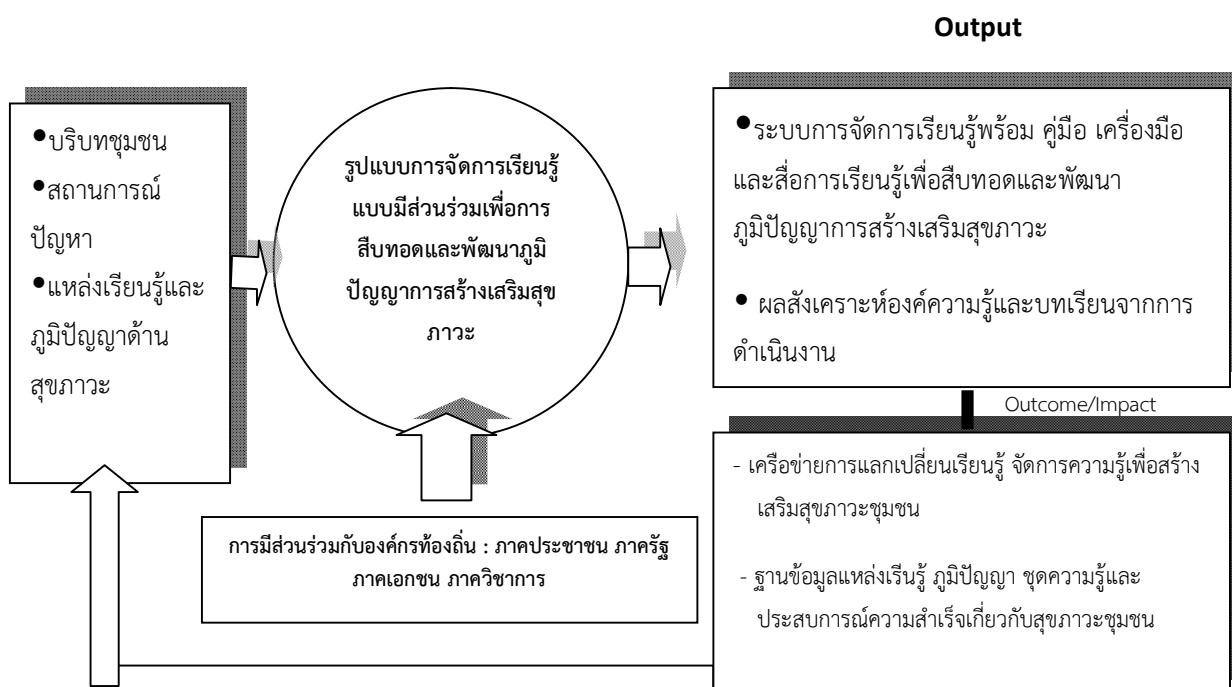 Output
●บริบทชุมชน
●สถานการณ์
ปัญหา
●แหล่งเรียนรู้และ
ภูมิปัญญาด้าน
สุขภาวะ
รูปแบบการจัดการเรียนรู้
แบบมีส่วนร่วมเพื่อการ
สืบทอดและพัฒนาภูมิ
ปัญญาการสร้างเสริมสุข
ภาวะ
●ระบบการจัดการเรียนรู้พร้อม คู่มือ เครื่องมือ
และสื่อการเรียนรู้เพื่อสืบทอดและพัฒนา
ภูมิปัญญาการสร้างเสริมสุขภาวะ
● ผลสังเคราะห์องค์ความรู้และบทเรียนจากการ
ดำเนินงาน
Outcome/Impact
- เครือข่ายการแลกเปลี่ยนเรียนรู้ จัดการความรู้เพื่อสร้าง
เสริมสุขภาวะชุมชน
- ฐานข้อมูลแหล่งเรีนรู้ ภูมิปัญญา ชุดความรู้และ
ประสบการณ์ความสำเร็จเกี่ยวกับสุขภาวะชุมชน
การมีส่วนร่วมกับองค์กรท้องถิ่น : ภาคประชาชน ภาครัฐ
ภาคเอกชน ภาควิชาการ